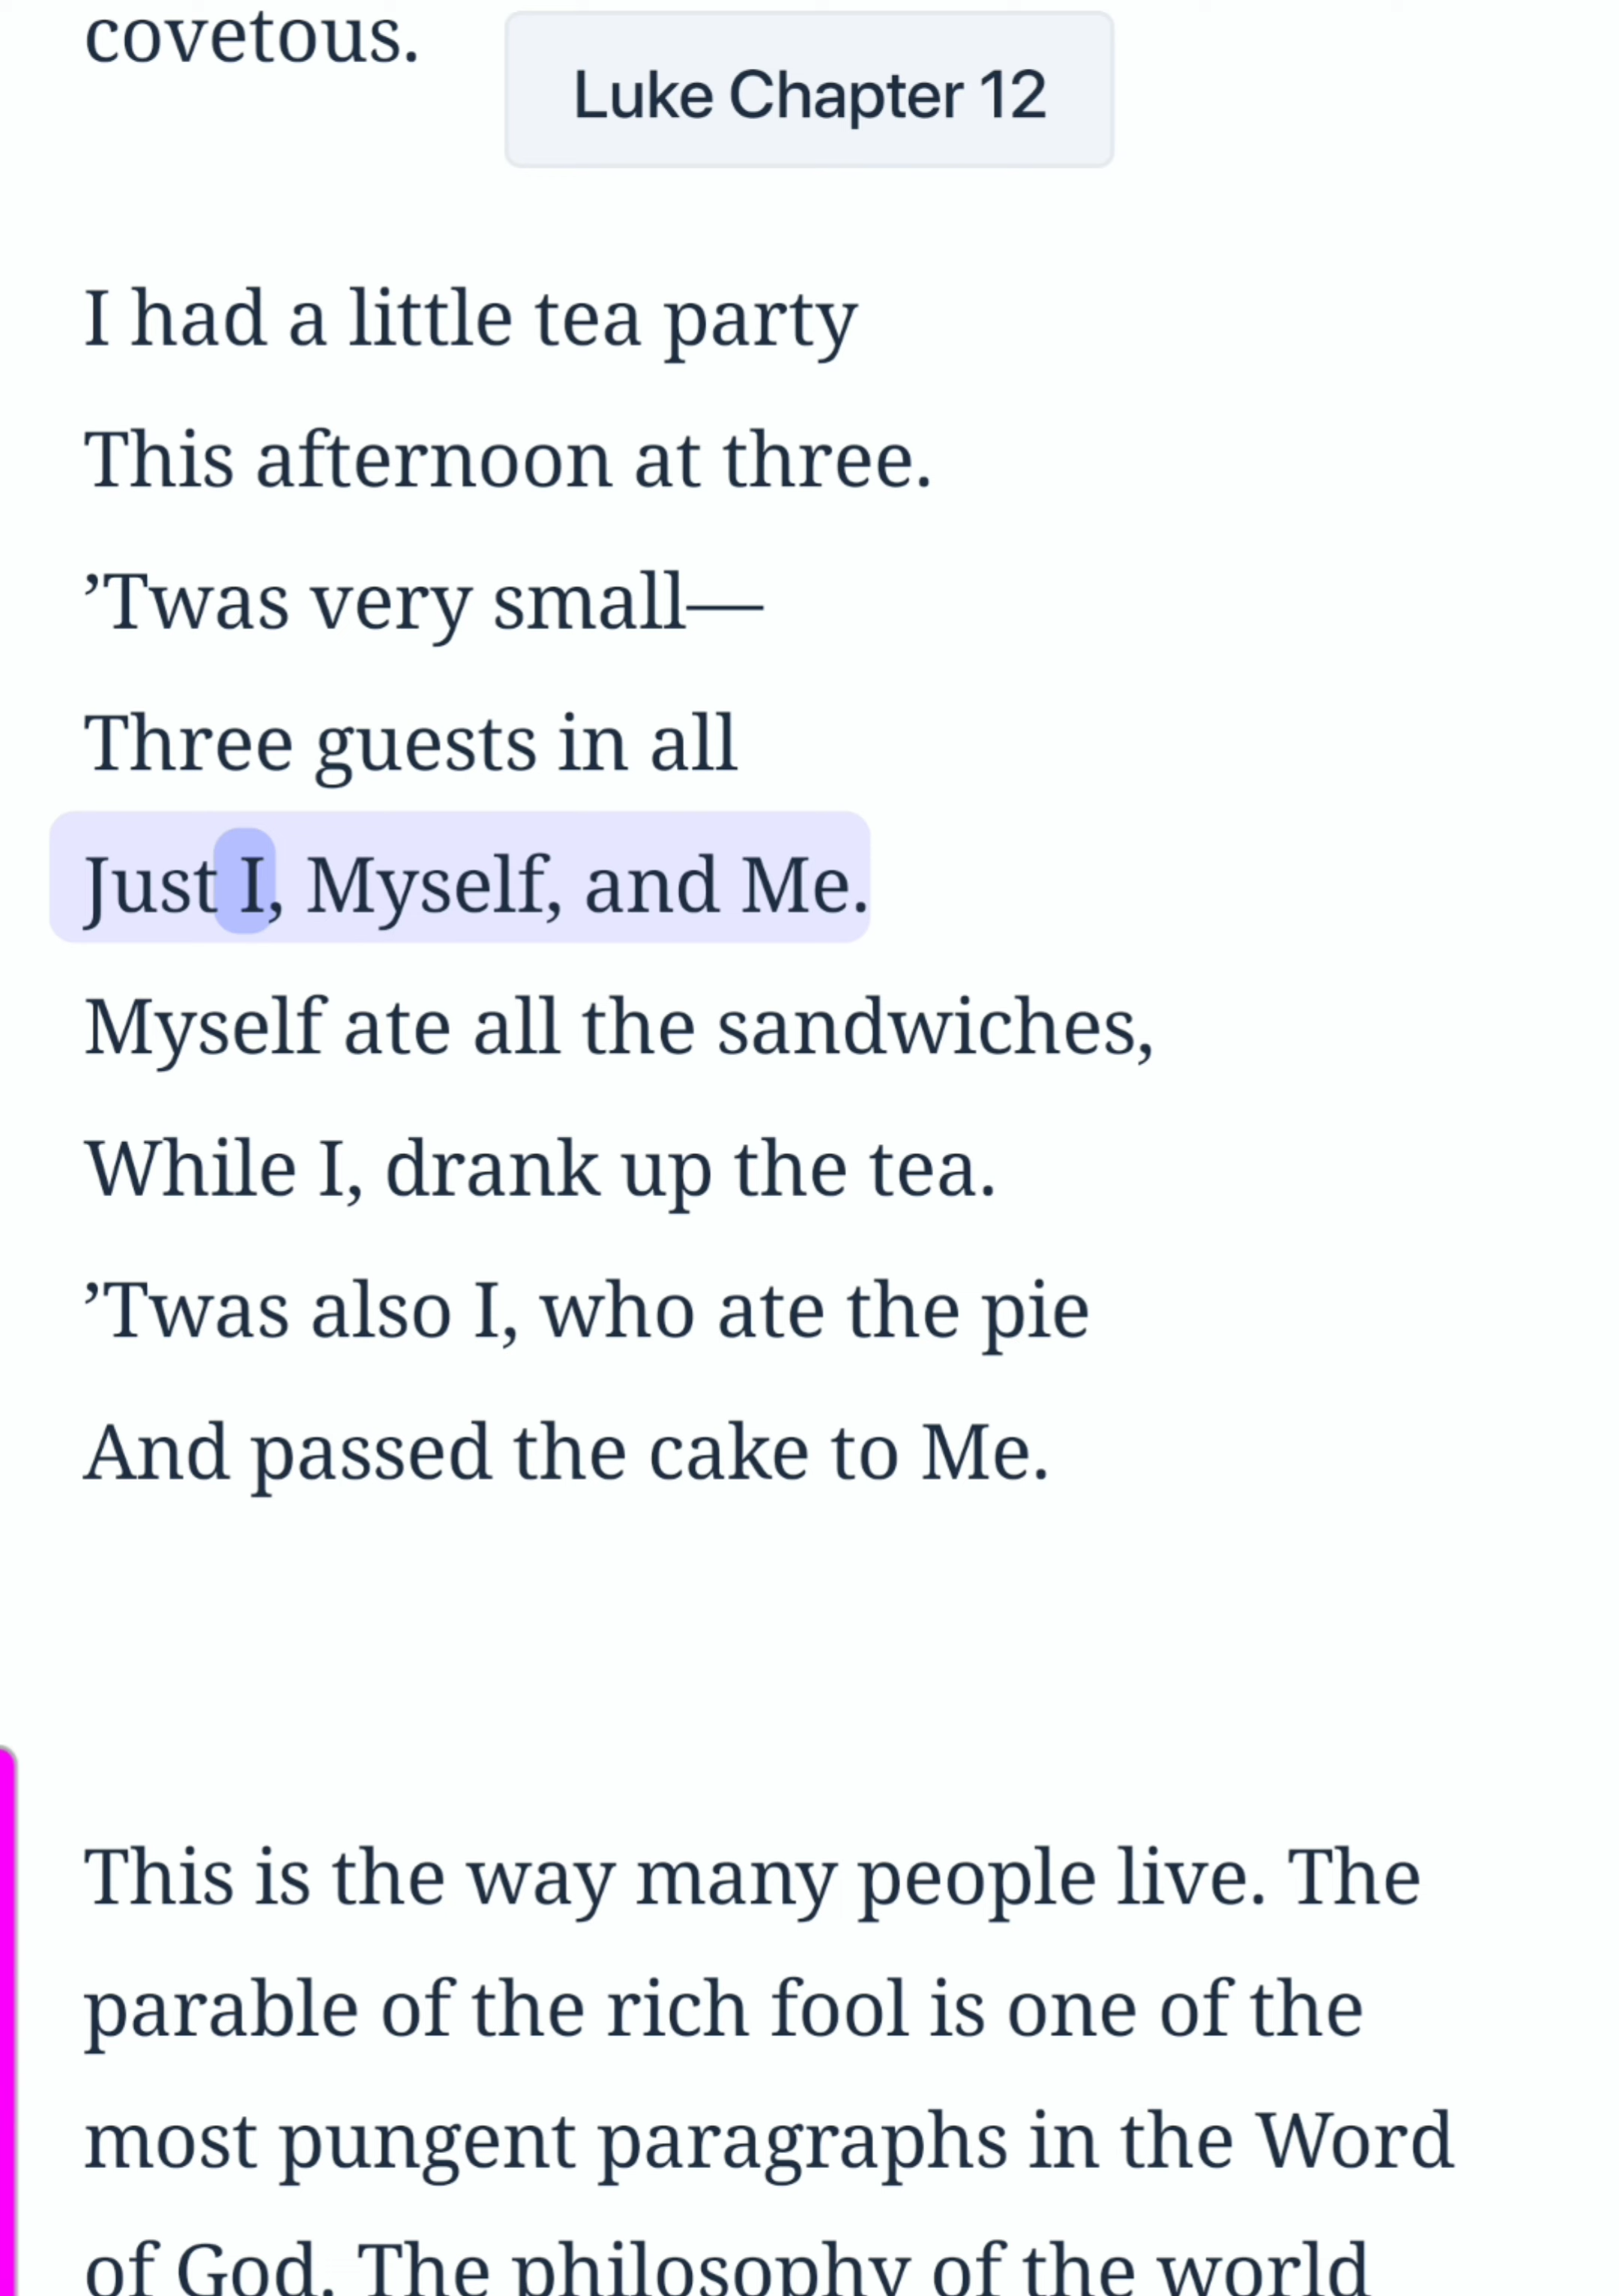 covetous.
Luke Chapter 12
I had a little tea party
This afternoon at three.
’Twas very small—
Three guests in all
Just I, Myself, and Me.
Myself ate all the sandwiches,
While I, drank up the tea.
’Twas also I, who ate the pie
And passed the cake to Me.
This is the way many people live. The
parable of the rich fool is one of the
most pungent paragraphs in the Word
of God. The philosophy of the world